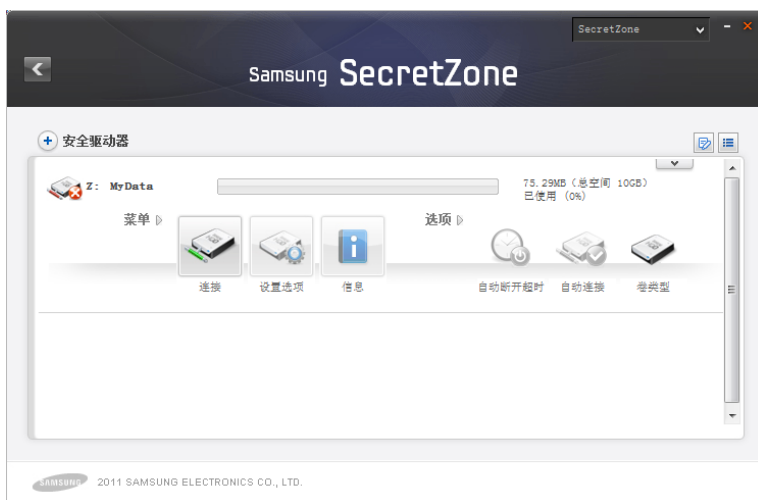 SecretZone
Samsung SecretZone
安全驱动器
Z: MyData
75.29MB (总空间 10GB)
已使用 (0%)
菜单
选项
连接
设置选项
信息
自动断开超时
自动连接
卷类型
SAMSUNG
2011 SAMSUNG ELECTRONICS CO., LTD.